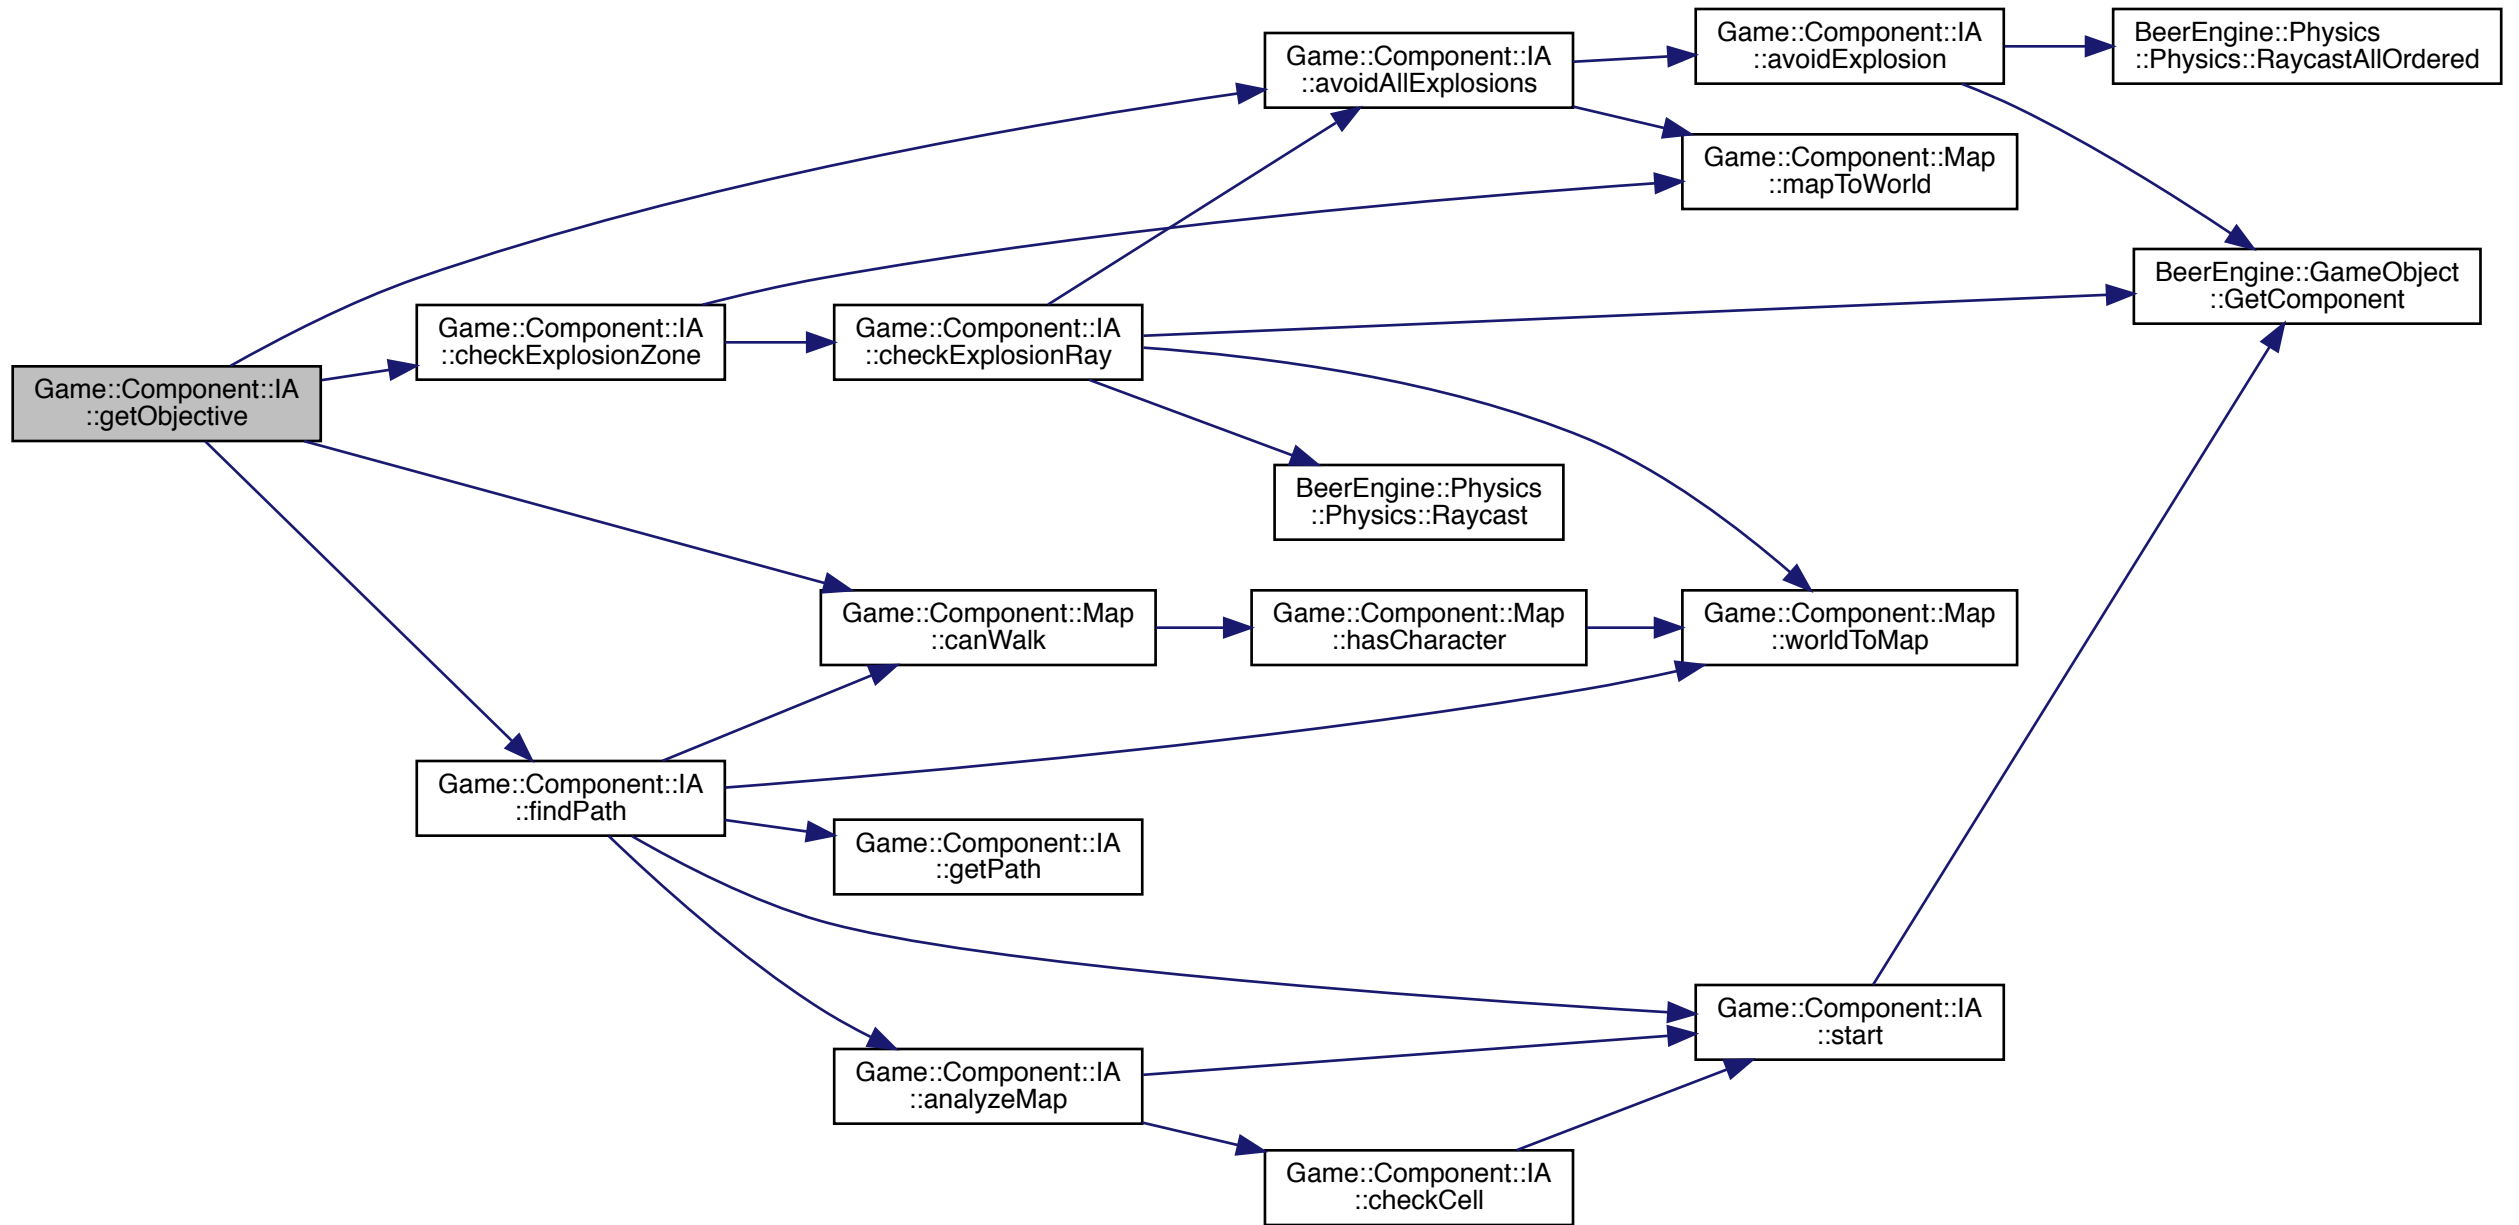 Game::Component::IA
::avoidExplosion
BeerEngine::Physics
::Physics::RaycastAllOrdered
Game::Component::IA
::avoidAllExplosions
Game::Component::Map
::mapToWorld
BeerEngine::GameObject
::GetComponent
Game::Component::IA
::checkExplosionZone
Game::Component::IA
::checkExplosionRay
Game::Component::IA
::getObjective
BeerEngine::Physics
::Physics::Raycast
Game::Component::Map
::canWalk
Game::Component::Map
::hasCharacter
Game::Component::Map
::worldToMap
Game::Component::IA
::findPath
Game::Component::IA
::getPath
Game::Component::IA
::start
Game::Component::IA
::analyzeMap
Game::Component::IA
::checkCell